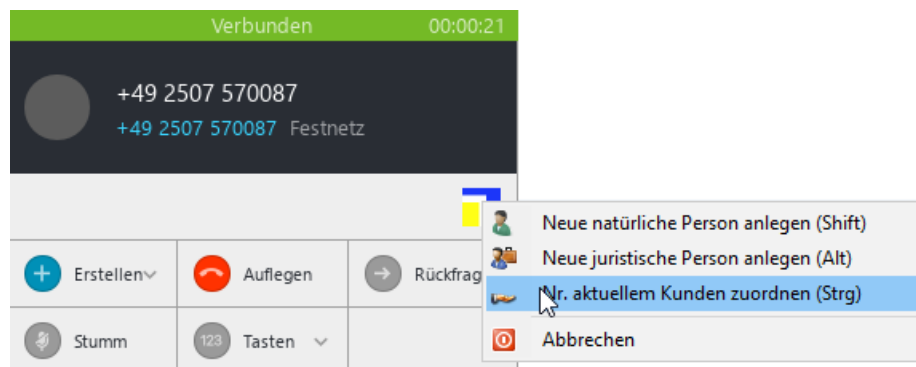 Verbunden 00:00:21
+49 2507 570087
+49 2507 570087 Festnetz
Neue natürliche Person anlegen (Shift)
Neue juristische Person anlegen (Alt)
Nr. aktuellem Kunden zuordnen (Strg)
Abbrechen
Erstellen Auflegen Rückfrag
Stumm 123 Tasten